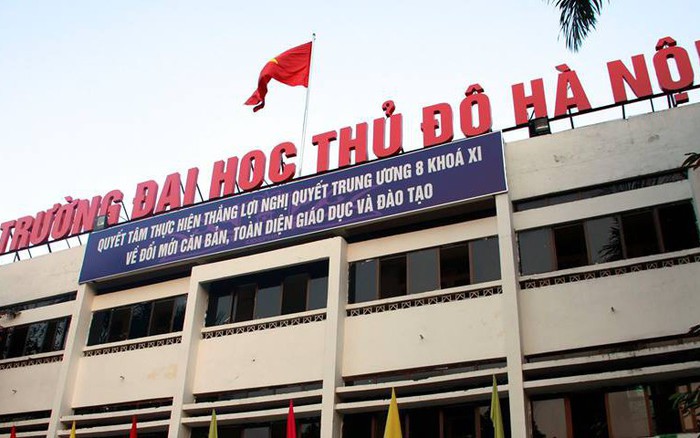 TRƯỜNG ĐẠI HỌC THỦ ĐÔ HÀ NỘI
QUYẾT TÂM THỰC HIỆN THẮNG LỢI NGHỊ QUYẾT TRUNG ƯƠNG 8 KHOÁ XI
VỀ ĐỔI MỚI CĂN BẢN, TOÀN DIỆN GIÁO DỤC VÀ ĐÀO TẠO